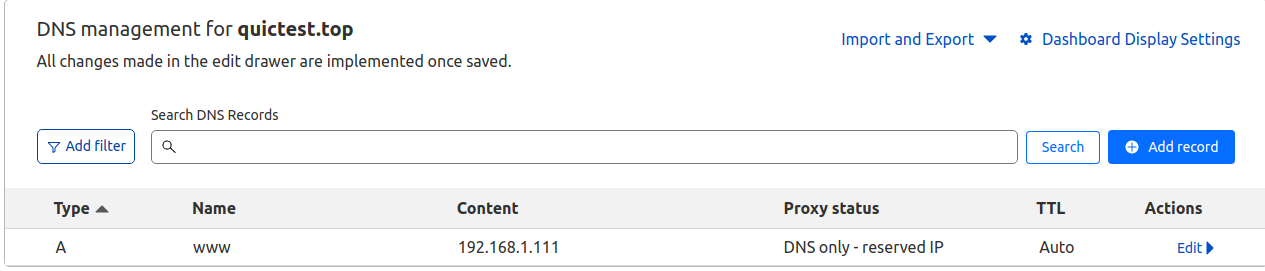 DNS management for quictest.top
Import and Export
Dashboard Display Settings
All changes made in the edit drawer are implemented once saved.
Search DNS Records
Add filter
Search
Add record
Type Name Content Proxy status TTL Actions
A www 192.168.1.111 DNS only - reserved IP Auto Edit